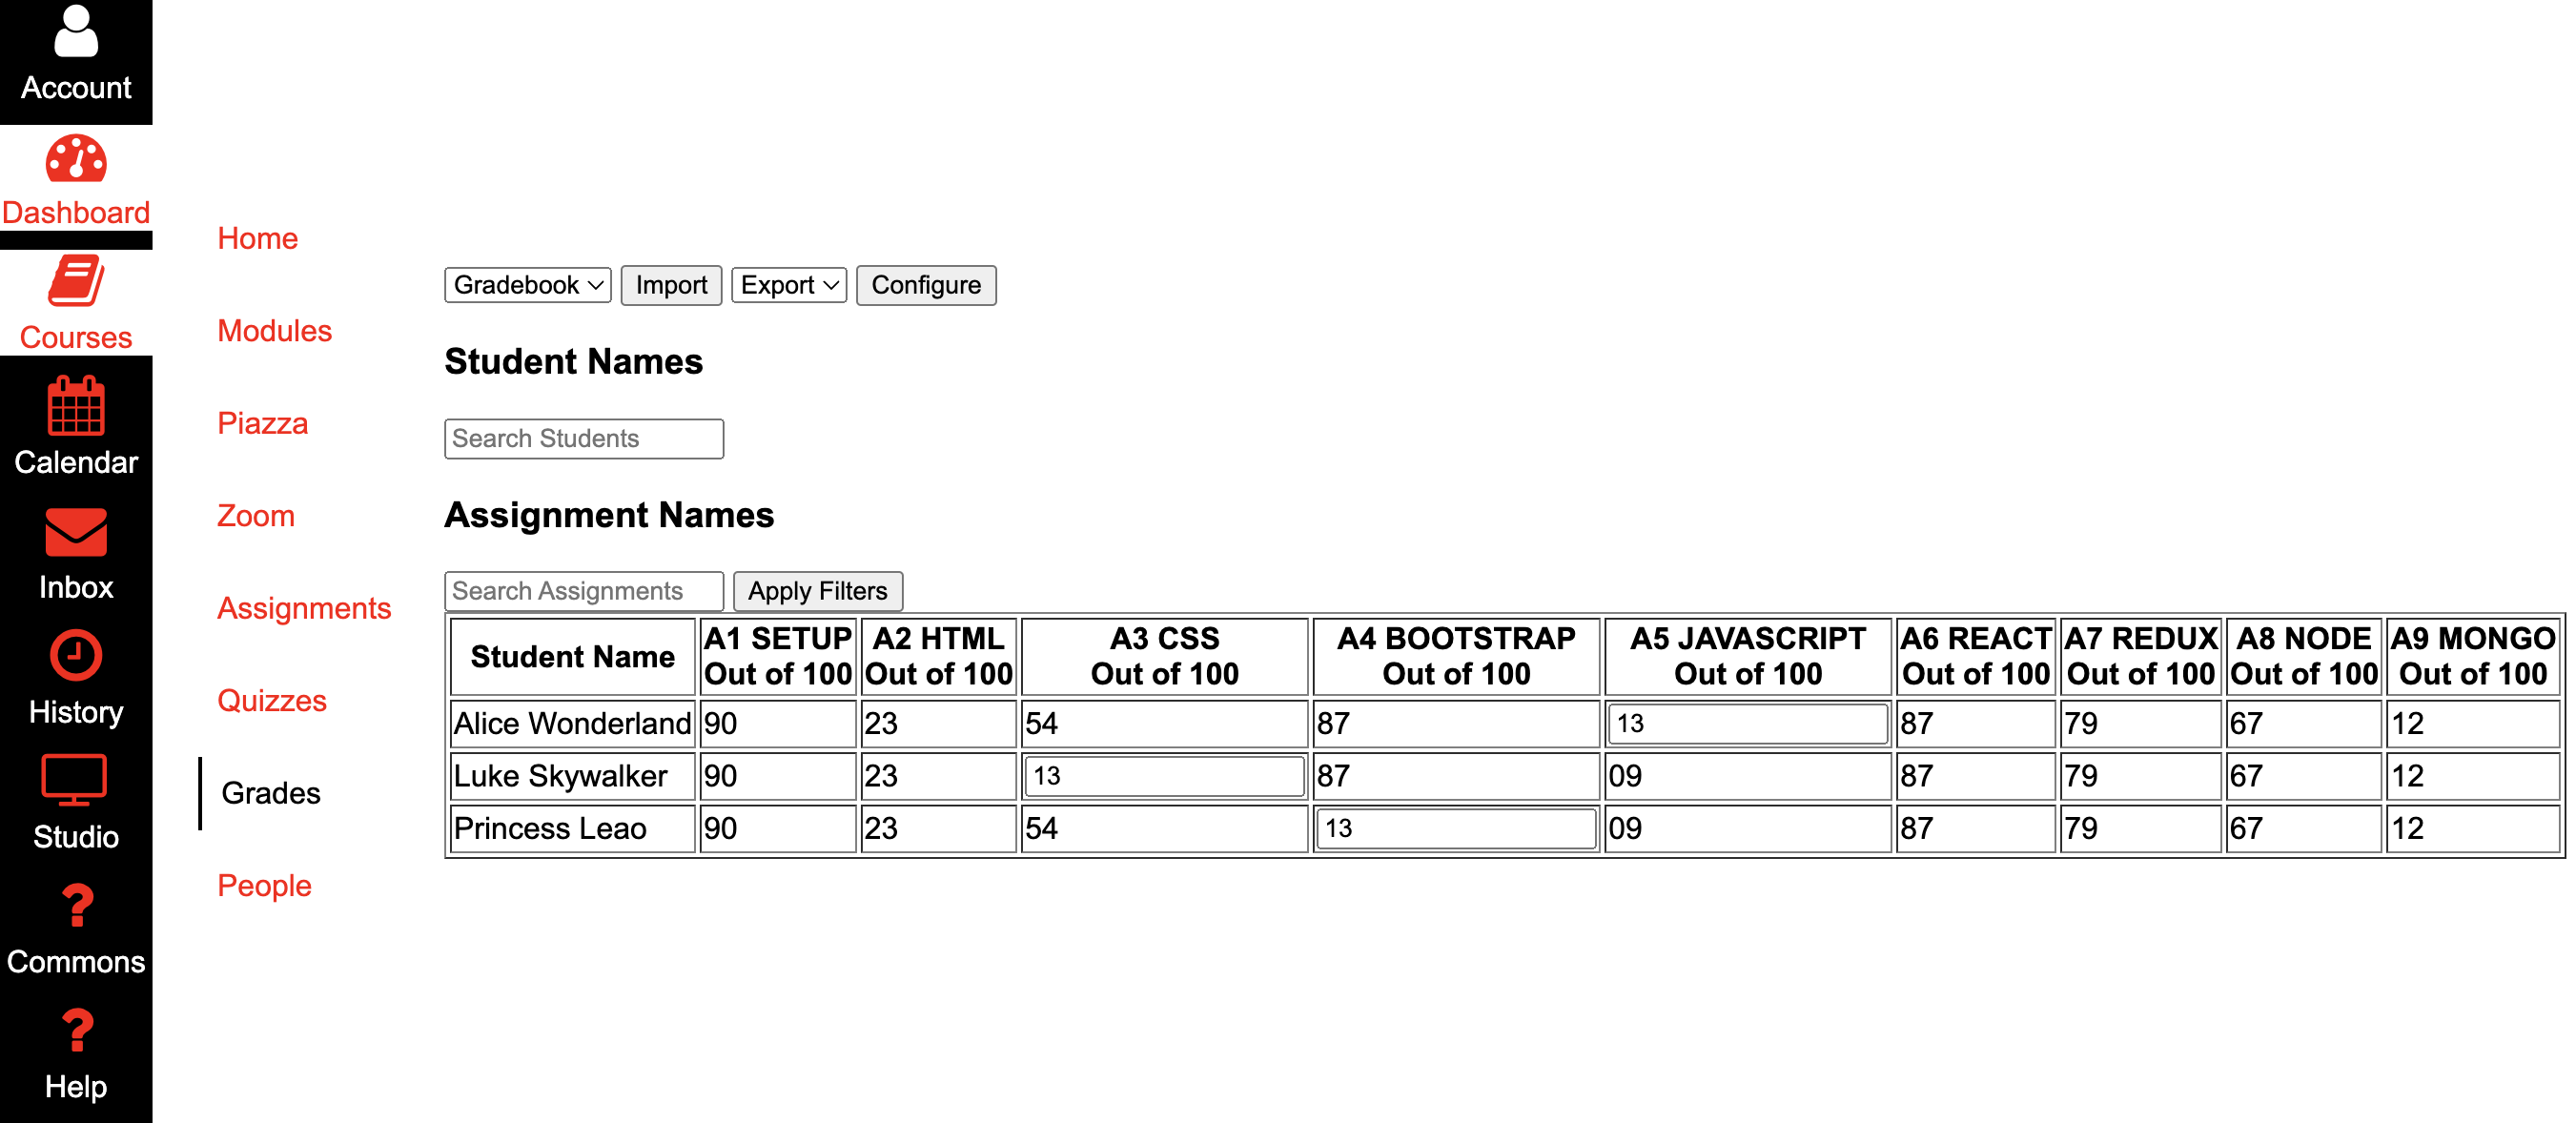 Account
Dashboard
Courses
Calendar
Inbox
History
Studio
Commons
Help
Home
Modules
Piazza
Zoom
Assignments
Quizzes
Grades
People
Gradebook Import Export Configure
Student Names
Search Students
Assignment Names
Search Assignments Apply Filters
Student Name A1 SETUP Out of 100 A2 HTML Out of 100 A3 CSS Out of 100 A4 BOOTSTRAP Out of 100 A5 JAVASCRIPT Out of 100 A6 REACT Out of 100 A7 REDUX Out of 100 A8 NODE Out of 100 A9 MONGO Out of 100
Alice Wonderland 90 23 54 87 13 87 79 67 12
Luke Skywalker 90 23 13 87 09 87 79 67 12
Princess Leao 90 23 54 13 09 87 79 67 12